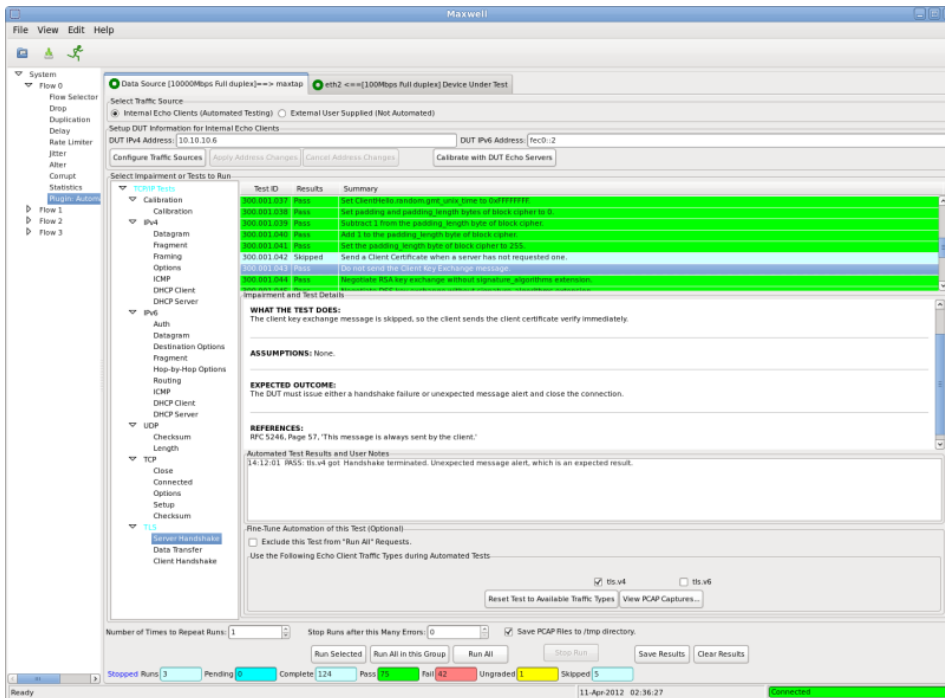 Maxwell
File View Edit Help
System
Flow 0
Flow Selector
Drop
Duplication
Delay
Rate Limiter
Jitter
Alter
Corrupt
Statistics
Plugin: Autom
Flow 1
Flow 2
Flow 3
Data Source [10000Mbps Full duplex]==> maxtap
eth2 <==[100Mbps Full duplex] Device Under Test
Select Traffic Source
Internal Echo Clients (Automated Testing) External User Supplied (Not Automated)
Setup DUT Information for Internal Echo Clients
DUT IPv4 Address: 10.10.10.6 DUT IPv6 Address: fec0::2
Configure Traffic Sources Apply Address Changes Cancel Address Changes Calibrate with DUT Echo Servers
Select Impairment or Tests to Run
TCP/IP Tests
Calibration
Calibration
IPv4
Datagram
Fragment
Framing
Options
ICMP
DHCP Client
DHCP Server
IPv6
Auth
Datagram
Destination Options
Fragment
Hop-by-Hop Options
Routing
ICMP
DHCP Client
DHCP Server
UDP
Checksum
Length
TCP
Close
Connected
Options
Setup
Checksum
TLS
Server Handshake
Data Transfer
Client Handshake
Test ID Results Summary
300.001.037 Pass Set ClientHello.random.gmt_unix_time to 0xFFFFFFFF.
300.001.038 Pass Set padding and padding_length bytes of block cipher to 0.
300.001.039 Pass Subtract 1 from the padding_length byte of block cipher.
300.001.040 Pass Add 1 to the padding_length byte of block cipher.
300.001.041 Pass Set the padding_length byte of block cipher to 255.
300.001.042 Skipped Send a Client Certificate when a server has not requested one.
300.001.043 Pass Do not send the Client Key Exchange message.
300.001.044 Pass Negotiate RSA key exchange without signature_algorithms extension.
300.001.045 Pass Negotiate DSS key exchange without signature_algorithms extension.
Impairment and Test Details
WHAT THE TEST DOES:
The client key exchange message is skipped, so the client sends the client certificate verify immediately.
ASSUMPTIONS: None.
EXPECTED OUTCOME:
The DUT must issue either a handshake failure or unexpected message alert and close the connection.
REFERENCES:
RFC 5246, Page 57, 'This message is always sent by the client.'
Automated Test Results and User Notes
14:12:01 PASS: tls.v4 got Handshake terminated. Unexpected message alert, which is an expected result.
Fine-Tune Automation of this Test (Optional)
Exclude this Test from "Run All" Requests.
Use the Following Echo Client Traffic Types during Automated Tests
tls.v4 tls.v6
Reset Test to Available Traffic Types View PCAP Captures...
Number of Times to Repeat Runs: 1 Stop Runs after this Many Errors: 0 Save PCAP Files to /tmp directory.
Run Selected Run All in this Group Run All Stop Run Save Results Clear Results
Stopped Runs 3 Pending 0 Complete 124 Pass 75 Fail 42 Ungraded 1 Skipped 5
Ready 11-Apr-2012 02:36:27 Connected